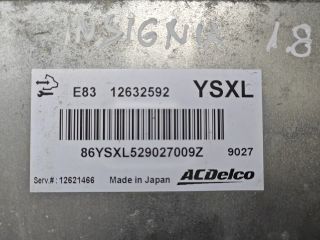 INSIGNIA 1.8
E83 12632592 YSXL
86YSXL529027009Z 9027
Serv.#: 12621466 Made in Japan ACDelco